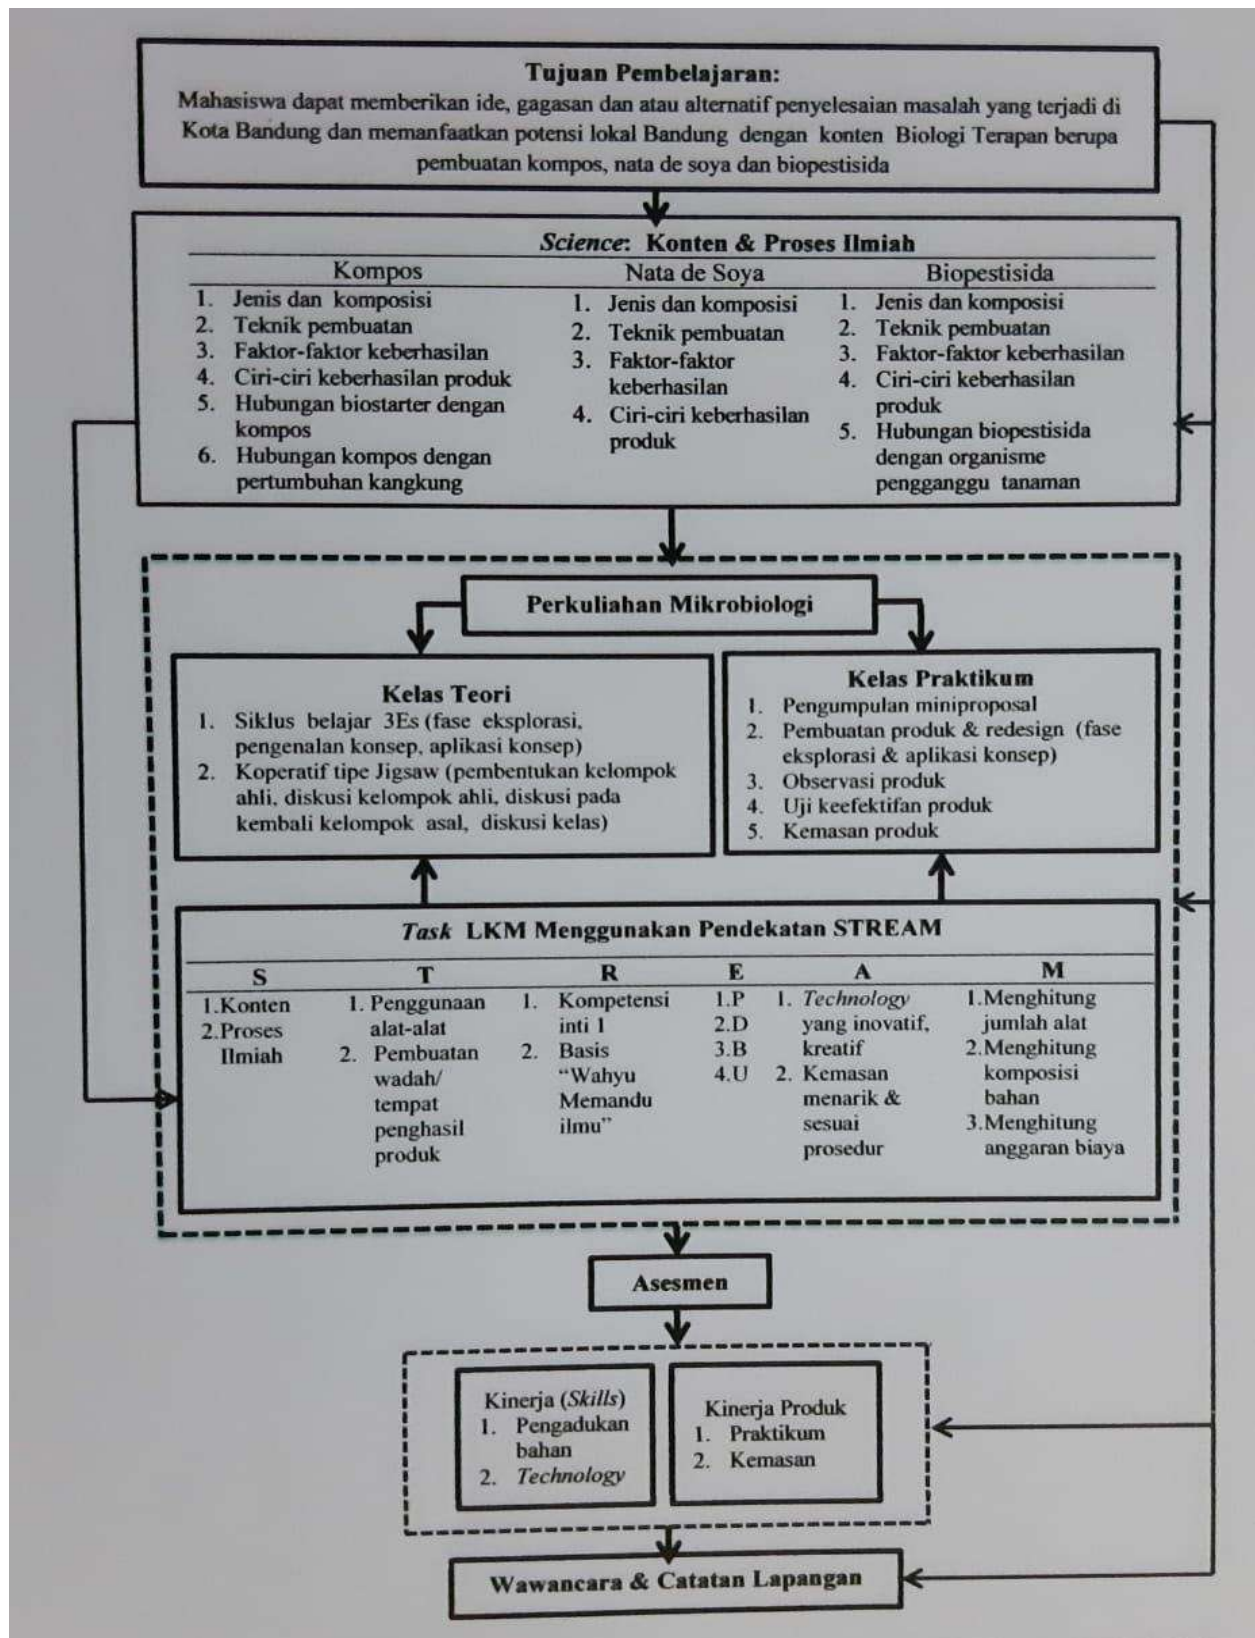 Tujuan Pembelajaran:
Mahasiswa dapat memberikan ide, gagasan dan atau alternatif penyelesaian masalah yang terjadi di
Kota Bandung dan memanfaatkan potensi lokal Bandung dengan konten Biologi Terapan berupa
pembuatan kompos, nata de soya dan biopestisida
Science: Konten & Proses Ilmiah
Kompos
1. Jenis dan komposisi
2. Teknik pembuatan
3. Faktor-faktor keberhasilan
4. Ciri-ciri keberhasilan produk
5. Hubungan biostarter dengan
kompos
6. Hubungan kompos dengan
pertumbuhan kangkung
Nata de Soya
1. Jenis dan komposisi
2. Teknik pembuatan
3. Faktor-faktor
keberhasilan
4. Ciri-ciri keberhasilan
produk
Biopestisida
1. Jenis dan komposisi
2. Teknik pembuatan
3. Faktor-faktor keberhasilan
4. Ciri-ciri keberhasilan
produk
5. Hubungan biopestisida
dengan organisme
pengganggu tanaman
Perkuliahan Mikrobiologi
Kelas Teori
1. Siklus belajar 3Es (fase eksplorasi,
pengenalan konsep, aplikasi konsep)
2. Koperatif tipe Jigsaw (pembentukan kelompok
ahli, diskusi kelompok ahli, diskusi pada
kembali kelompok asal, diskusi kelas)
Kelas Praktikum
1. Pengumpulan miniproposal
2. Pembuatan produk & redesign (fase
eksplorasi & aplikasi konsep)
3. Observasi produk
4. Uji keefektifan produk
5. Kemasan produk
Task LKM Menggunakan Pendekatan STREAM
S
1.Konten
2.Proses
Ilmiah
T
1. Penggunaan
alat-alat
2. Pembuatan
wadah/
tempat
penghasil
produk
R
1. Kompetensi
inti 1
2. Basis
“Wahyu
Memandu
ilmu”
E
1.P
2.D
3.B
4.U
A
1. Technology
yang inovatif,
kreatif
2. Kemasan
menarik &
sesuai
prosedur
M
1.Menghitung
jumlah alat
2.Menghitung
komposisi
bahan
3.Menghitung
anggaran biaya
Asesmen
Kinerja (Skills)
1. Pengadukan
bahan
2. Technology
Kinerja Produk
1. Praktikum
2. Kemasan
Wawancara & Catatan Lapangan